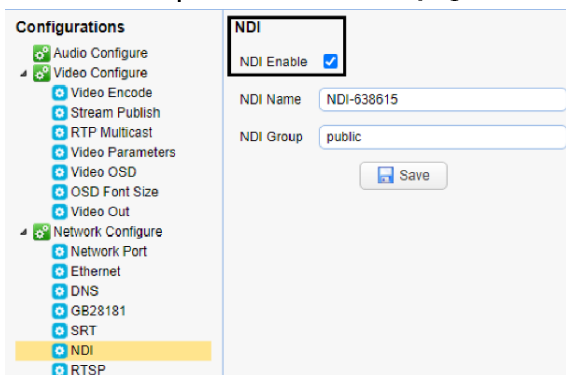 Configurations
Audio Configure
Video Configure
Video Encode
Stream Publish
RTP Multicast
Video Parameters
Video OSD
OSD Font Size
Video Out
Network Configure
Network Port
Ethernet
DNS
GB28181
SRT
NDI
RTSP
NDI
NDI Enable
NDI Name NDI-638615
NDI Group public
Save